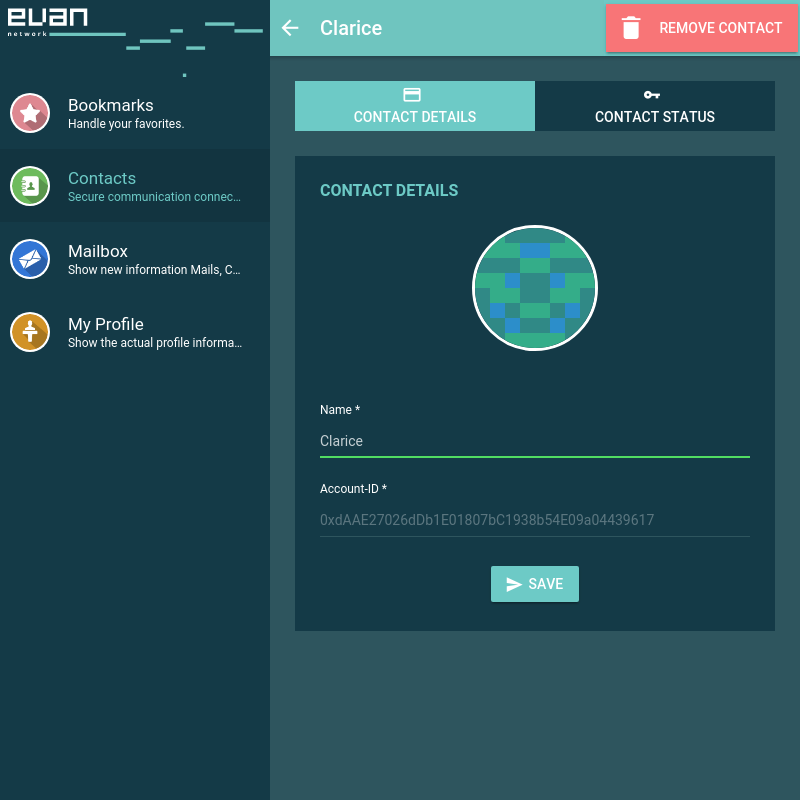 evan
network
Clarice
REMOVE CONTACT
Bookmarks
Handle your favorites.
Contacts
Secure communication connec...
Mailbox
Show new information Mails, C...
My Profile
Show the actual profile informa...
CONTACT DETAILS
CONTACT STATUS
CONTACT DETAILS
Name *
Clarice
Account-ID *
0xdAAE27026dDb1E01807bC1938b54E09a04439617
SAVE